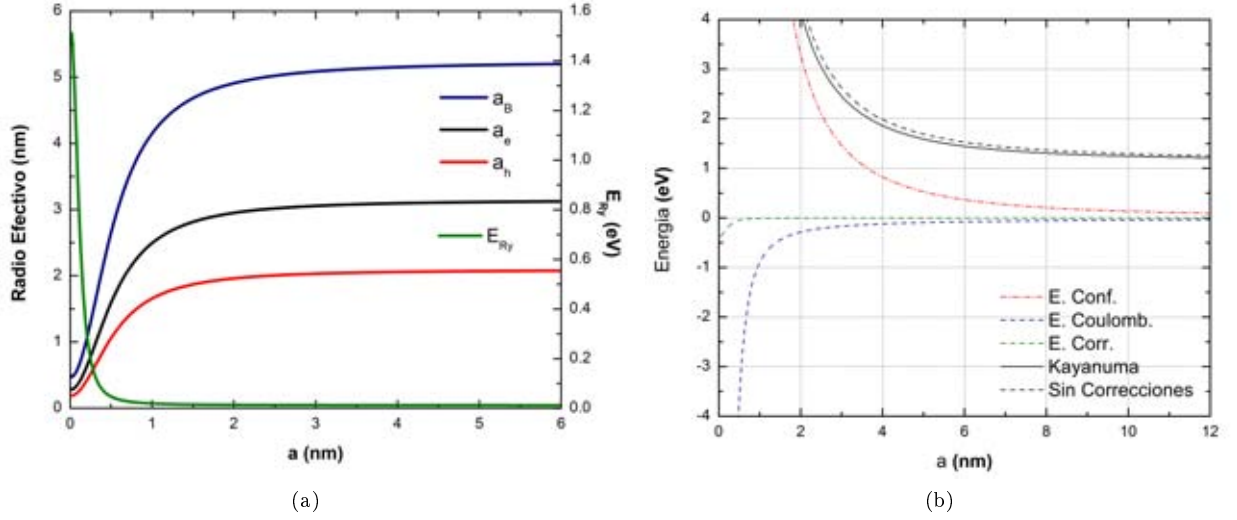 6
5
4
3
2
1
0
Radio Efectivo (nm)
1.6
1.4
1.2
1.0
0.8
0.6
0.4
0.2
0.0
E_Ry (eV)
a_B
a_e
a_h
E_Ry
0 1 2 3 4 5 6
a (nm)
(a)
4
3
2
1
0
-1
-2
-3
-4
Energia (eV)
E. Conf.
E. Coulomb.
E. Corr.
Kayanuma
Sin Correcciones
0 2 4 6 8 10 12
a (nm)
(b)